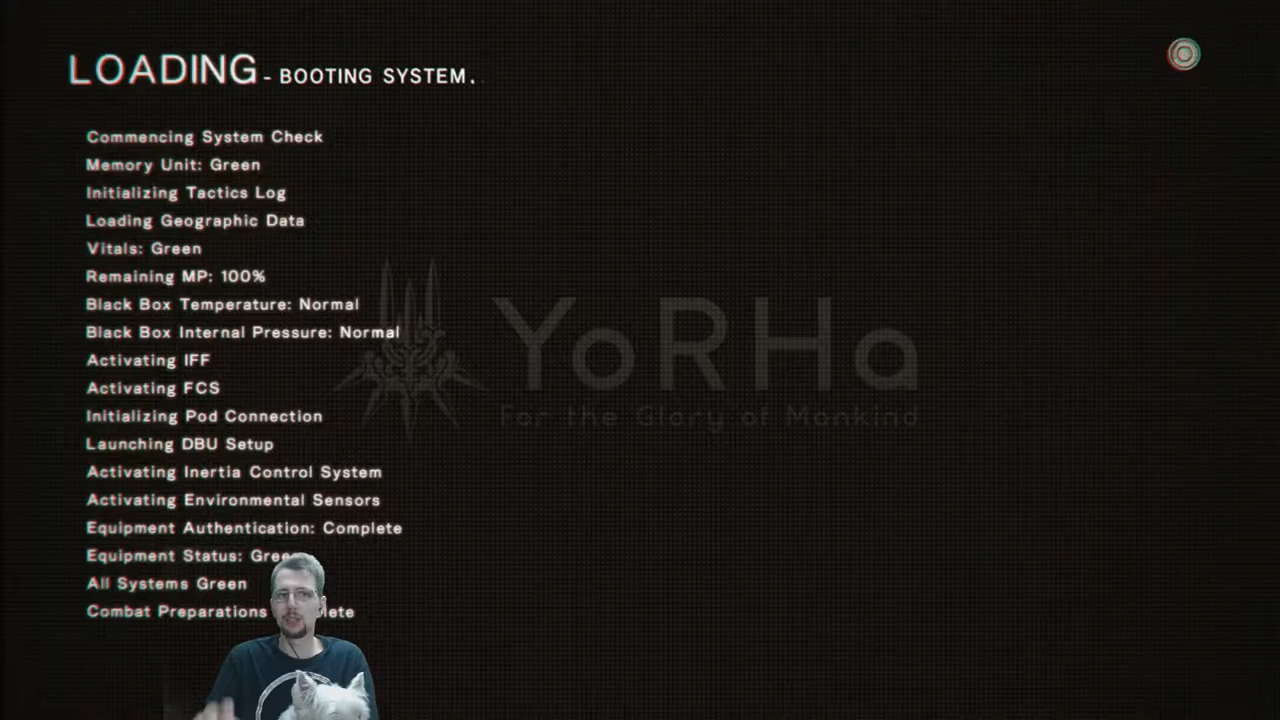 LOADING - BOOTING SYSTEM.
Commencing System Check
Memory Unit: Green
Initializing Tactics Log
Loading Geographic Data
Vitals: Green
Remaining MP: 100%
Black Box Temperature: Normal
Black Box Internal Pressure: Normal
Activating IFF
Activating FCS
Initializing Pod Connection
Launching DBU Setup
Activating Inertia Control System
Activating Environmental Sensors
Equipment Authentication: Complete
Equipment Status: Green
All Systems Green
Combat Preparations lete
YoRHa
For the Glory of Mankind